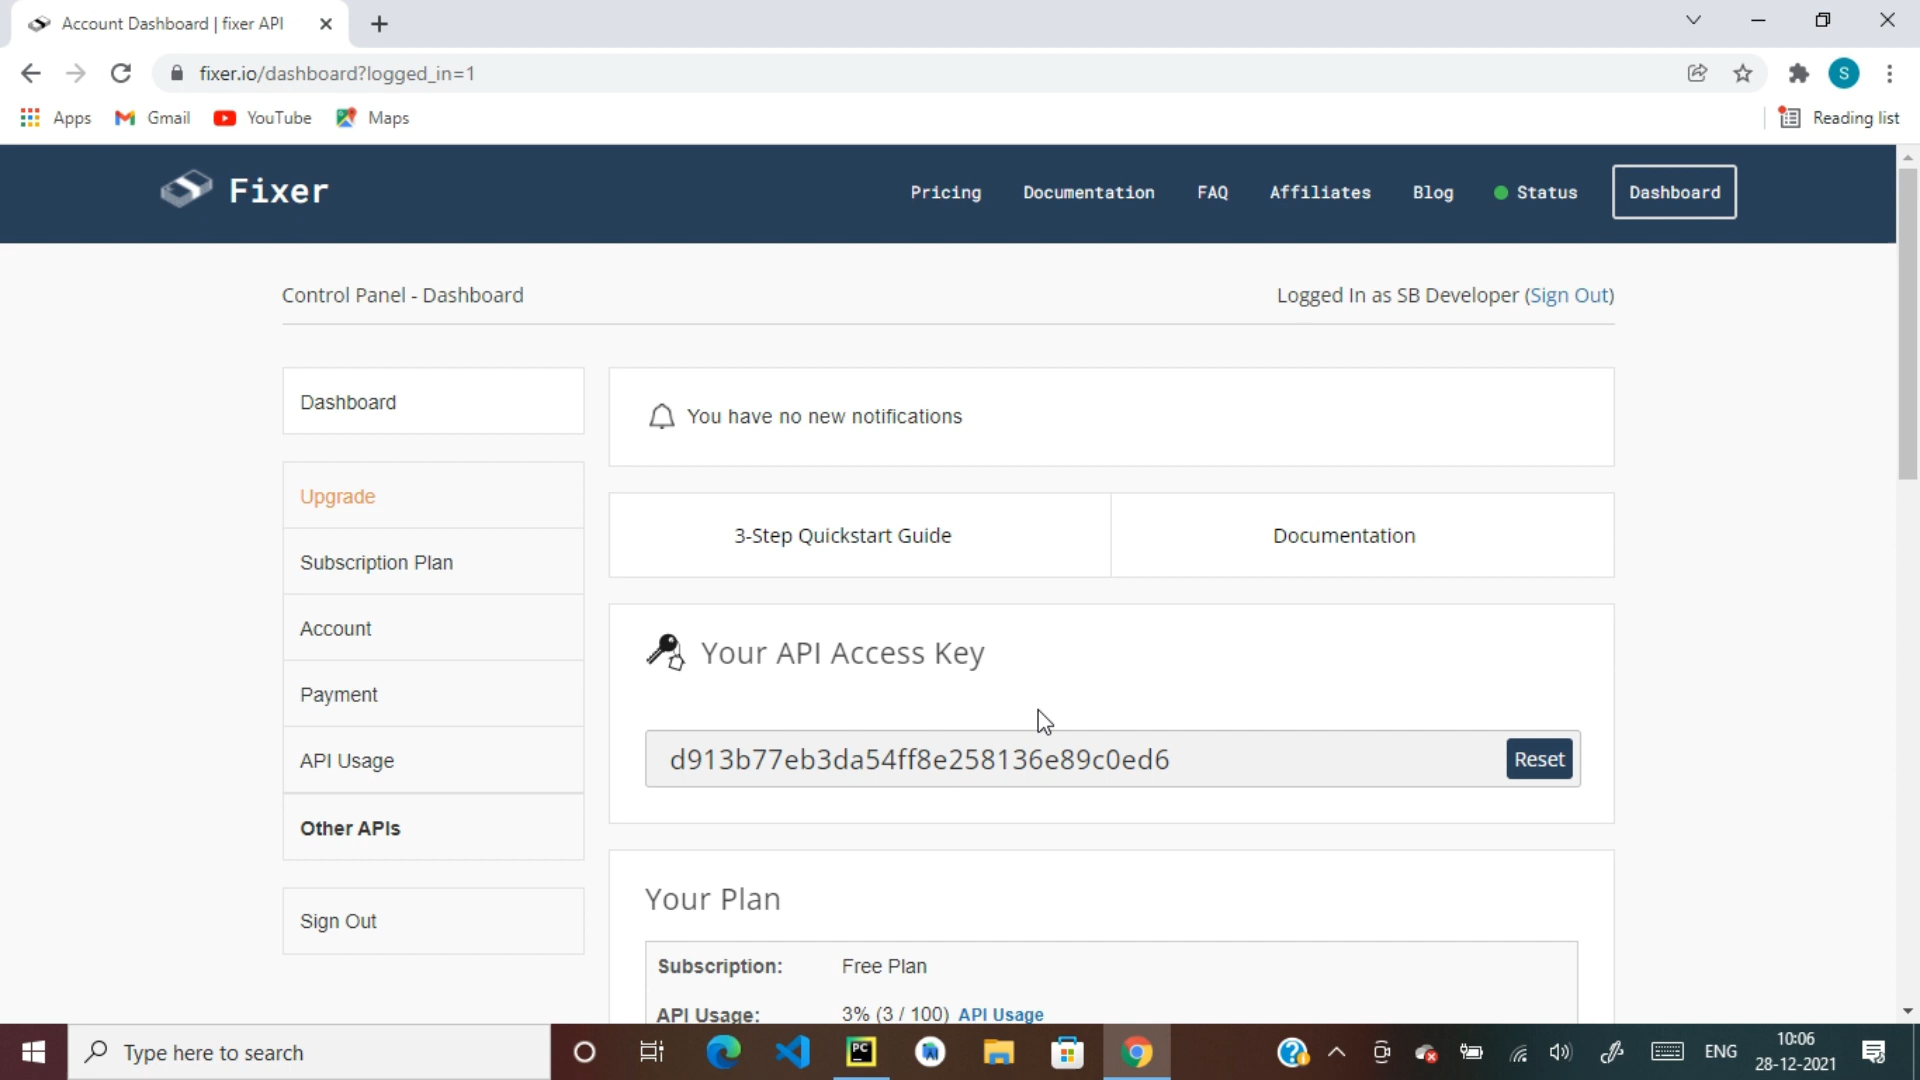 Account Dashboard | fixer API
fixer.io/dashboard?logged_in=1
S
Apps Gmail YouTube Maps Reading list
Fixer Pricing Documentation FAQ Affiliates Blog Status Dashboard
Control Panel - Dashboard Logged In as SB Developer (Sign Out)
Dashboard
You have no new notifications
Upgrade
3-Step Quickstart Guide Documentation
Subscription Plan
Account
Your API Access Key
Payment
API Usage
d913b77eb3da54ff8e258136e89c0ed6 Reset
Other APIs
Your Plan
Sign Out
Subscription: Free Plan
API Usage: 3% (3 / 100) API Usage
Type here to search
PC
ENG
10:06
28-12-2021